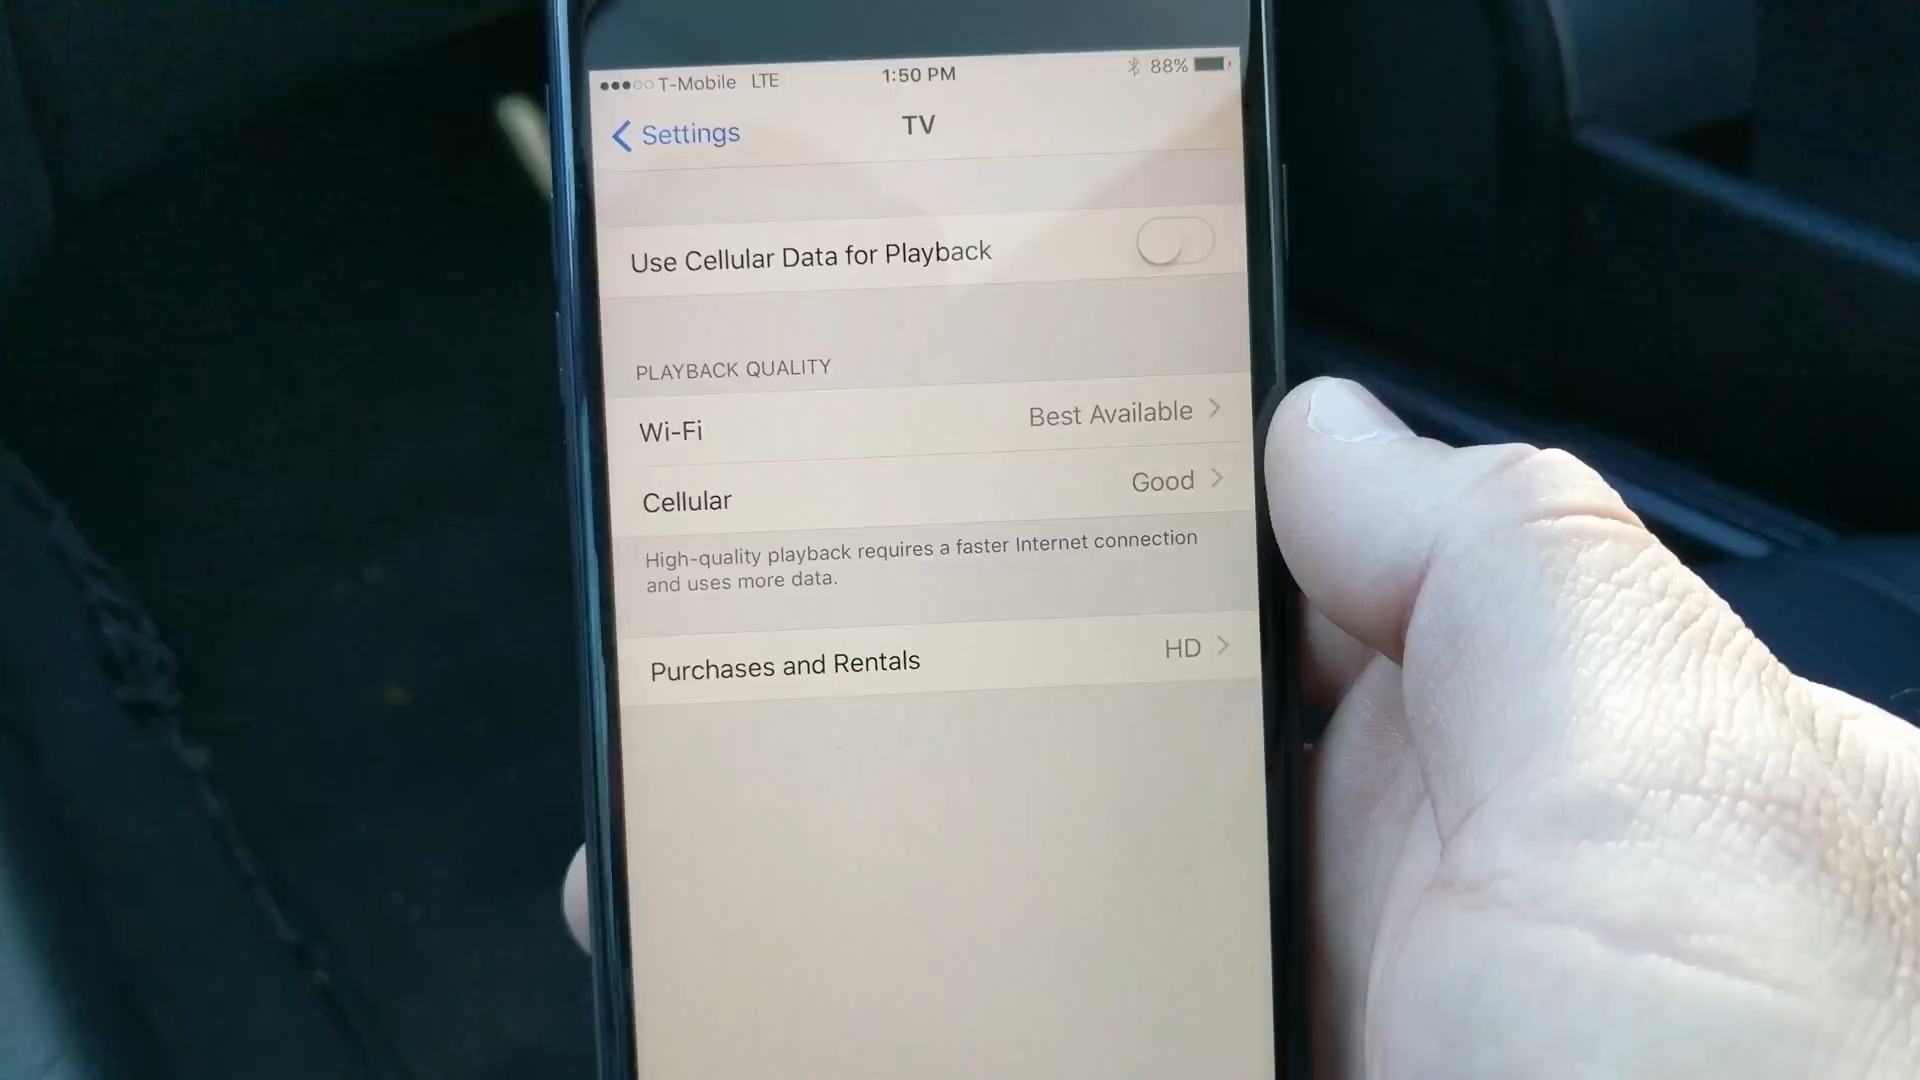 T-Mobile LTE 1:50 PM 88%
Settings TV
Use Cellular Data for Playback
PLAYBACK QUALITY
Wi-Fi Best Available
Cellular Good
High-quality playback requires a faster Internet connection
and uses more data.
Purchases and Rentals HD